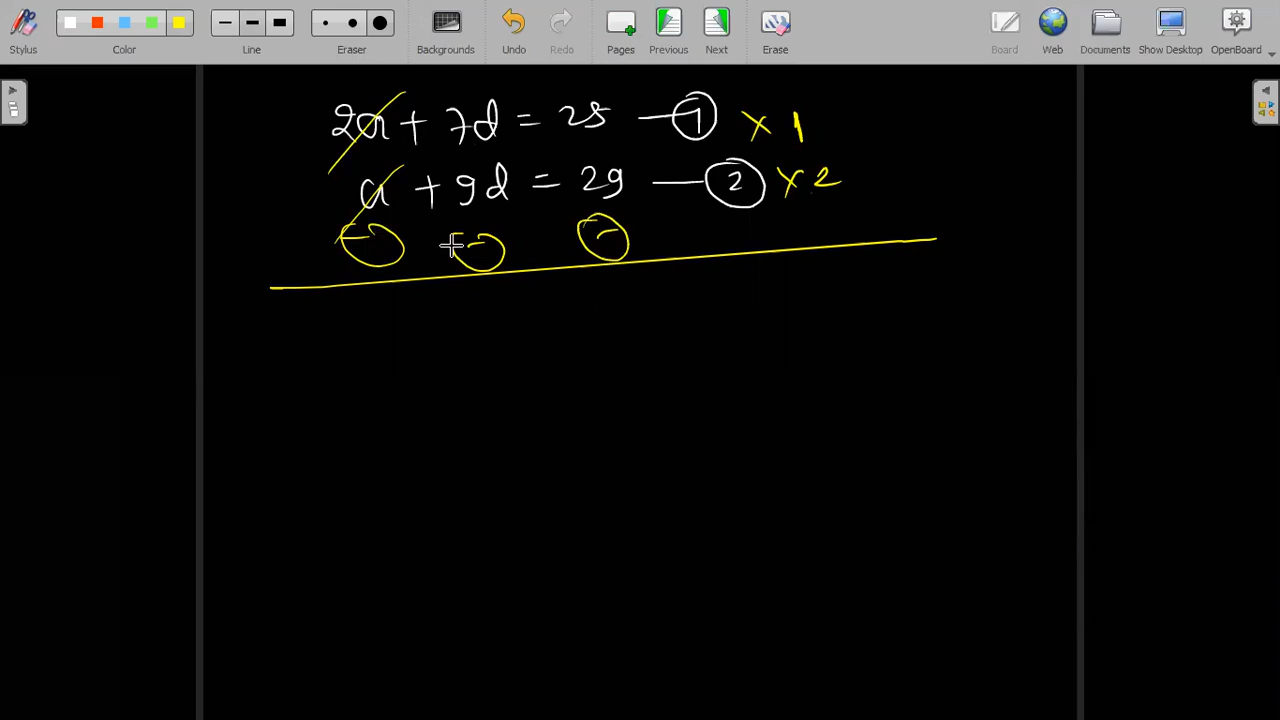 Stylus Color Line Eraser Backgrounds Undo Redo Pages Previous Next Erase Board Web Documents Show Desktop OpenBoard
2a + 7d = 25 — 1 × 1
a + 9d = 29 — 2 × 2
− − −